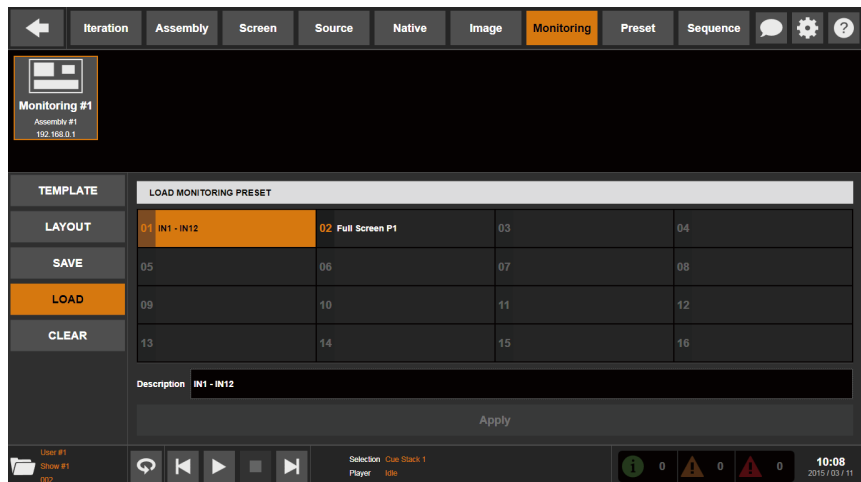 Iteration Assembly Screen Source Native Image Monitoring Preset Sequence ?
Monitoring #1
Assembly #1
192.168.0.1
TEMPLATE
LAYOUT
SAVE
LOAD
CLEAR
LOAD MONITORING PRESET
01 IN1 - IN12 02 Full Screen P1 03 04
05 06 07 08
09 10 11 12
13 14 15 16
Description IN1 - IN12
Apply
User #1
Show #1
002
Selection Cue Stack 1
Player Idle
i 0 ! 0 ! 0
10:08
2015 / 03 / 11